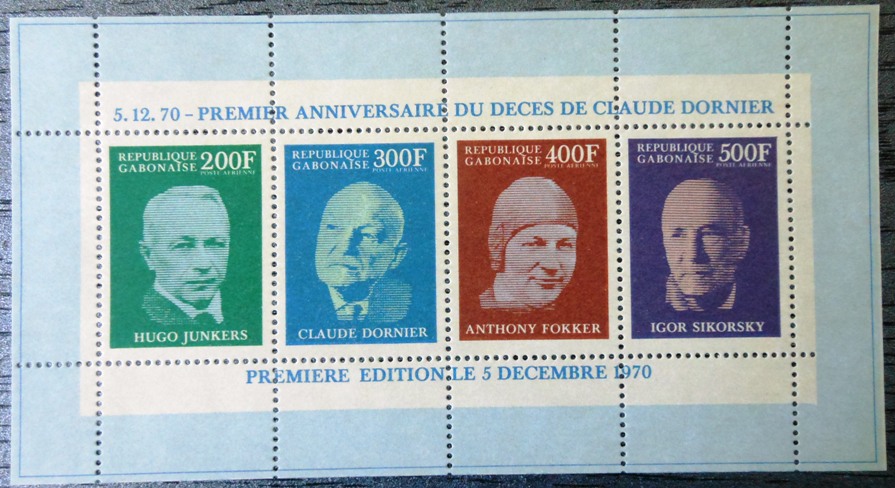 5.12.70 – PREMIER ANNIVERSAIRE DU DECES DE CLAUDE DORNIER
REPUBLIQUE
GABONAISE
200F
POSTE AERIENNE
HUGO JUNKERS
REPUBLIQUE
GABONAISE
300F
POSTE AERIENNE
CLAUDE DORNIER
REPUBLIQUE
GABONAISE
400F
POSTE AERIENNE
ANTHONY FOKKER
REPUBLIQUE
GABONAISE
500F
POSTE AERIENNE
IGOR SIKORSKY
PREMIERE EDITION LE 5 DECEMBRE 1970